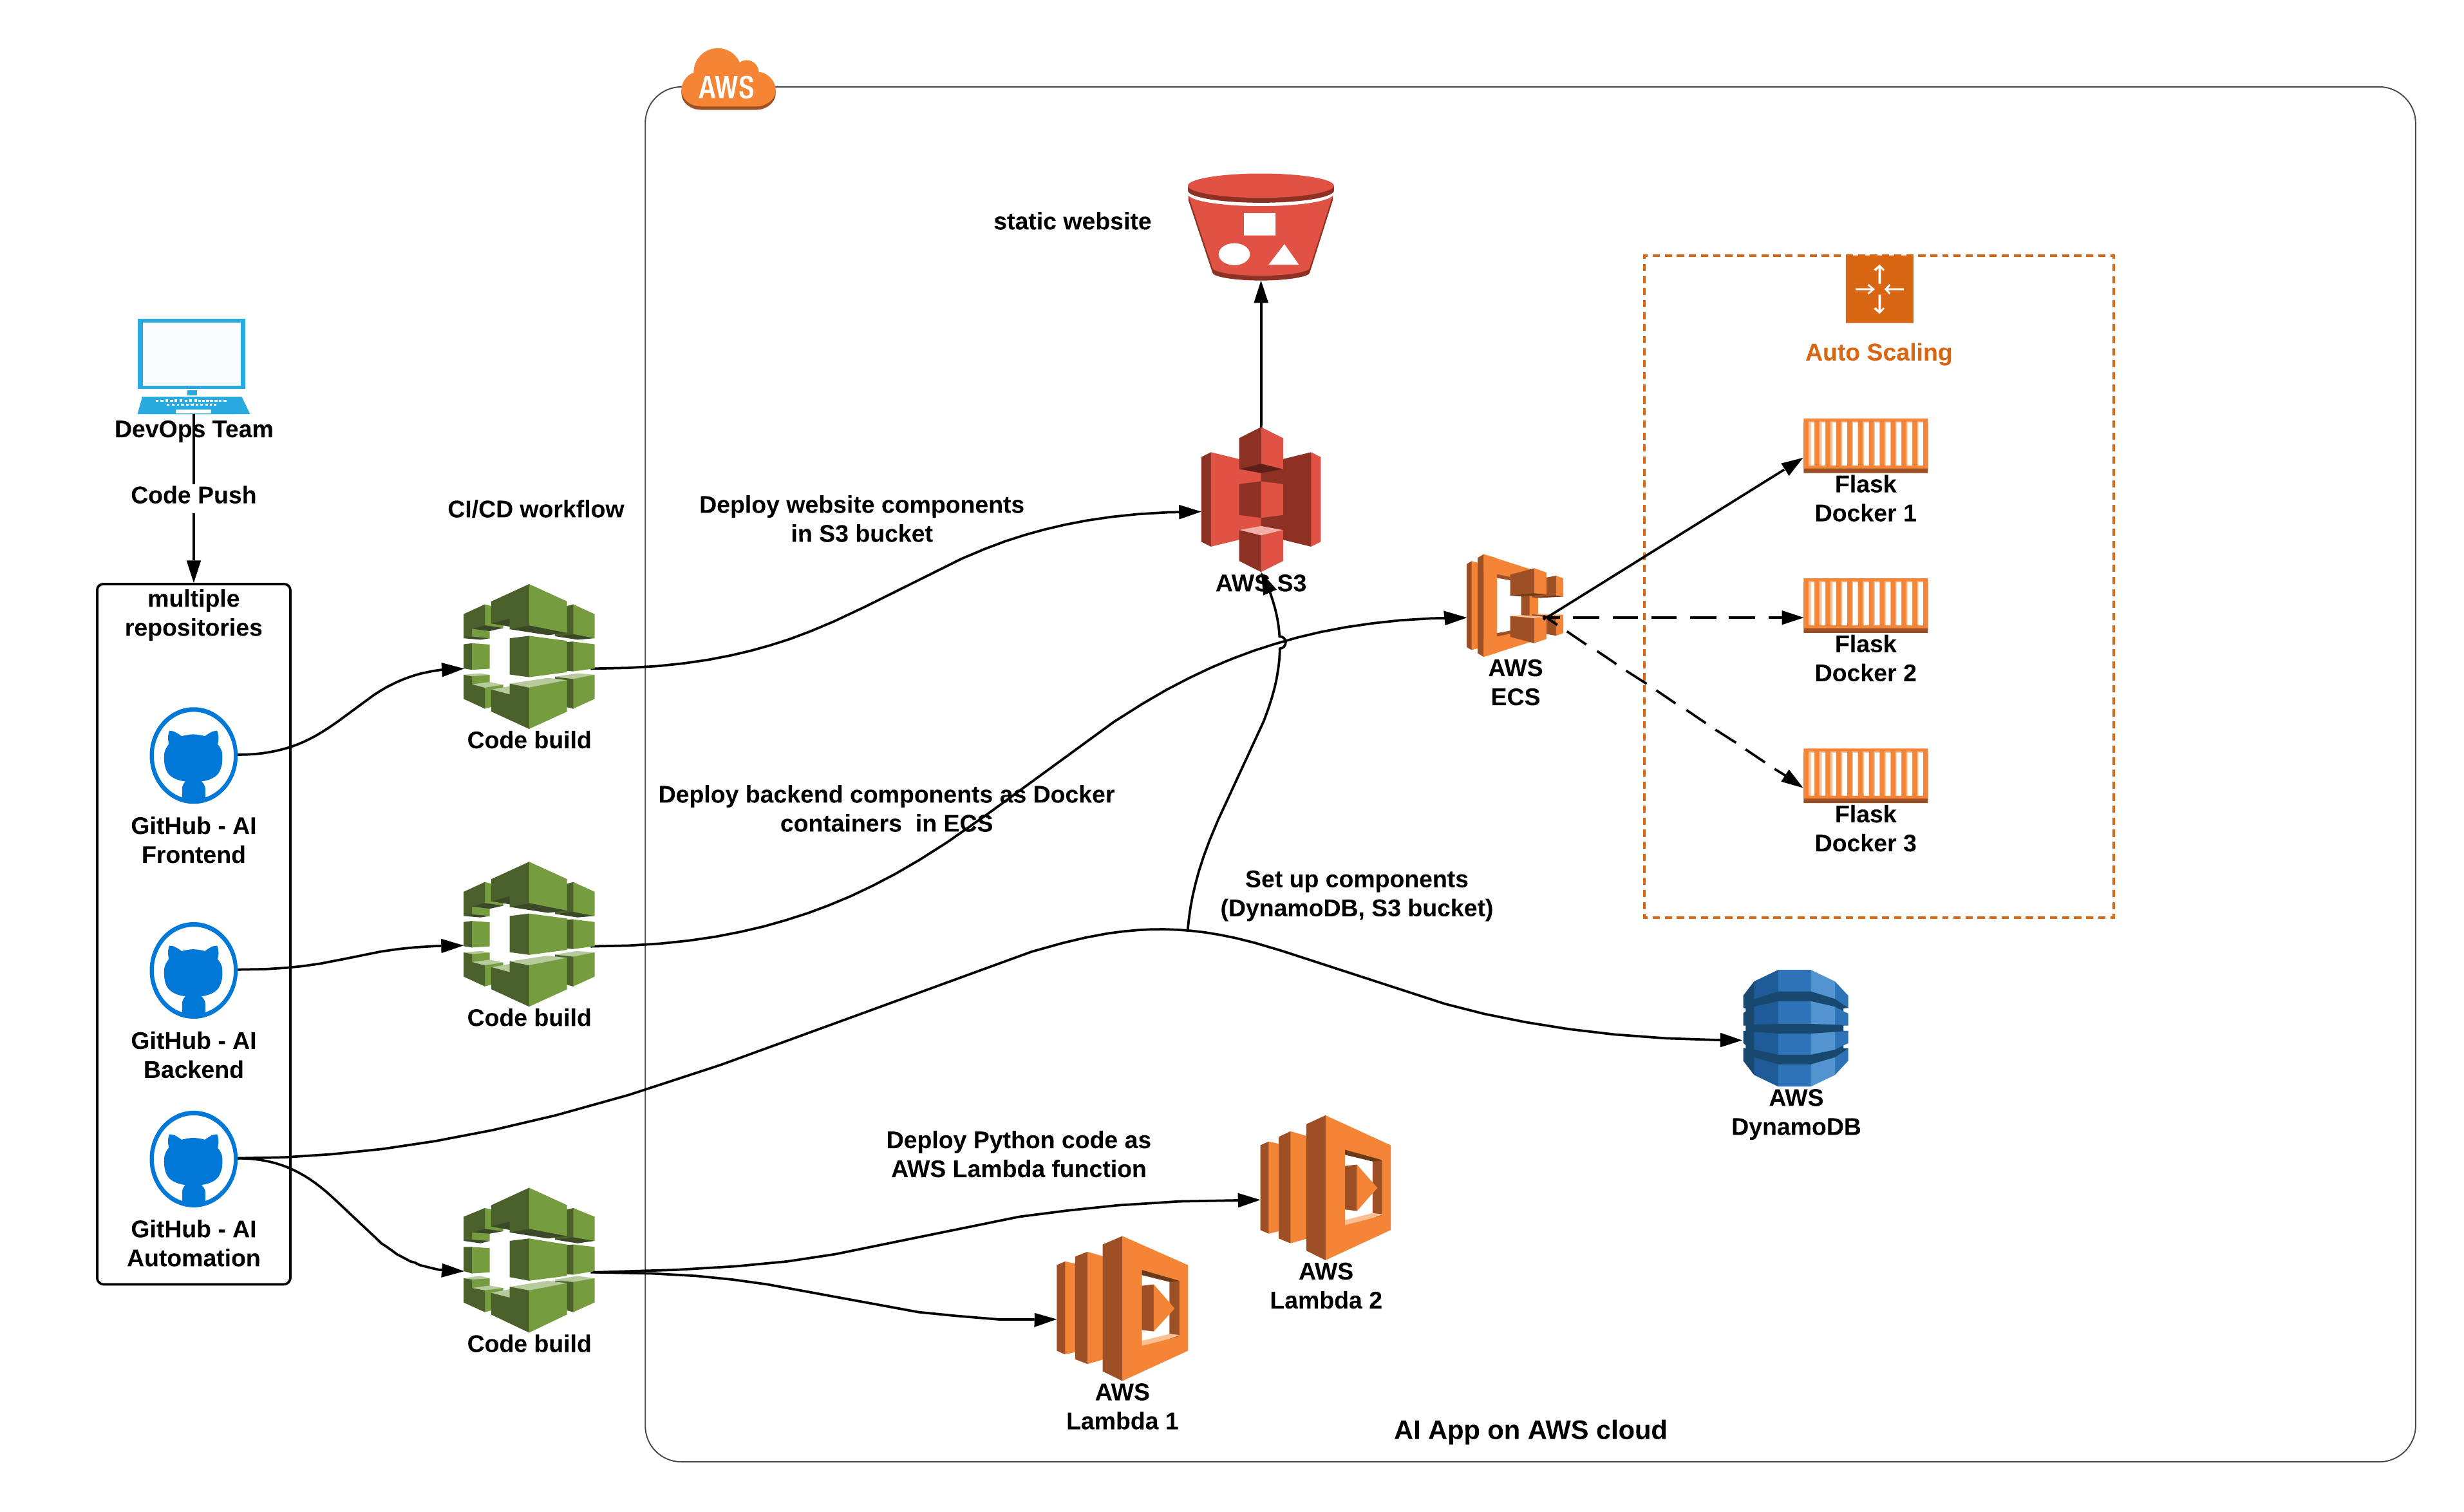 AWS
static website
Auto Scaling
DevOps Team
Code Push
CI/CD workflow
Deploy website components
in S3 bucket
AWS S3
Flask
Docker 1
multiple
repositories
Code build
AWS
ECS
Flask
Docker 2
GitHub - AI
Frontend
Deploy backend components as Docker
containers  in ECS
Flask
Docker 3
Set up components
(DynamoDB, S3 bucket)
GitHub - AI
Backend
Code build
AWS
DynamoDB
Deploy Python code as
AWS Lambda function
GitHub - AI
Automation
Code build
AWS
Lambda 2
AWS
Lambda 1
AI App on AWS cloud